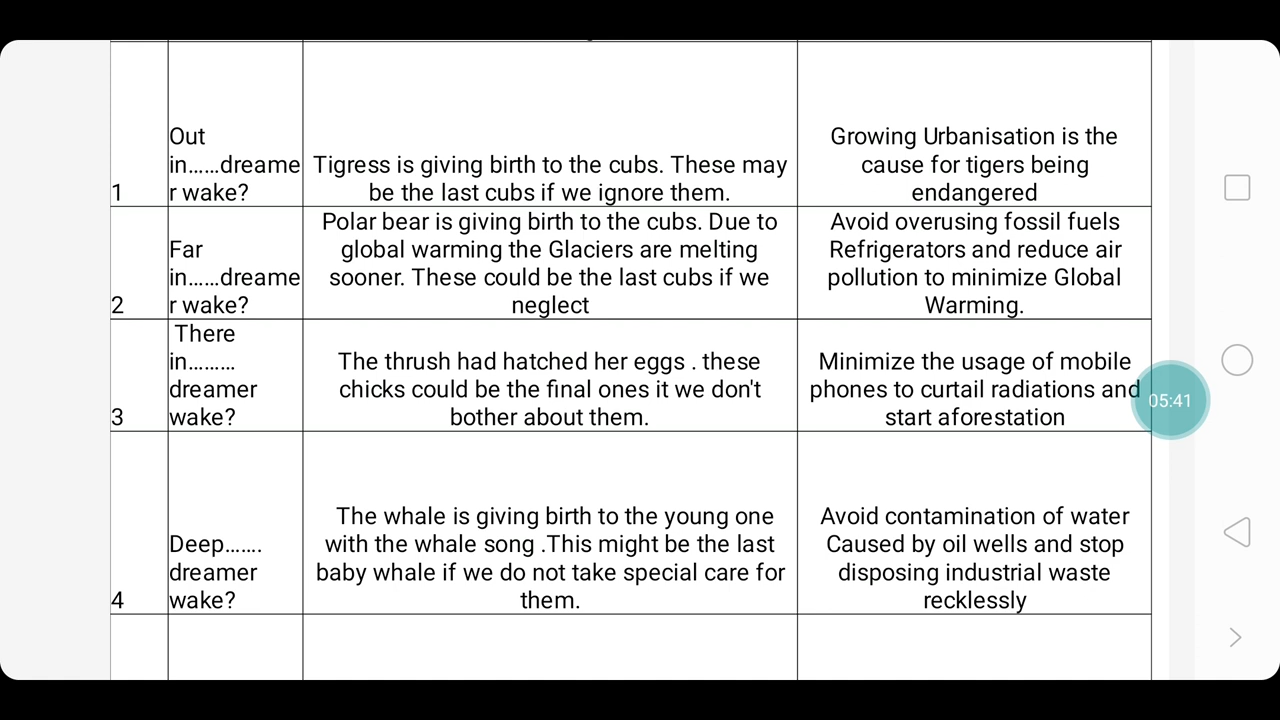 1
Out
in......dreame
r wake?
Tigress is giving birth to the cubs. These may
be the last cubs if we ignore them.
Growing Urbanisation is the
cause for tigers being
endangered
2
Far
in......dreame
r wake?
Polar bear is giving birth to the cubs. Due to
global warming the Glaciers are melting
sooner. These could be the last cubs if we
neglect
Avoid overusing fossil fuels
Refrigerators and reduce air
pollution to minimize Global
Warming.
3
There
in.........
dreamer
wake?
The thrush had hatched her eggs . these
chicks could be the final ones it we don't
bother about them.
Minimize the usage of mobile
phones to curtail radiations and
start aforestation
05:41
4
Deep.......
dreamer
wake?
The whale is giving birth to the young one
with the whale song .This might be the last
baby whale if we do not take special care for
them.
Avoid contamination of water
Caused by oil wells and stop
disposing industrial waste
recklessly